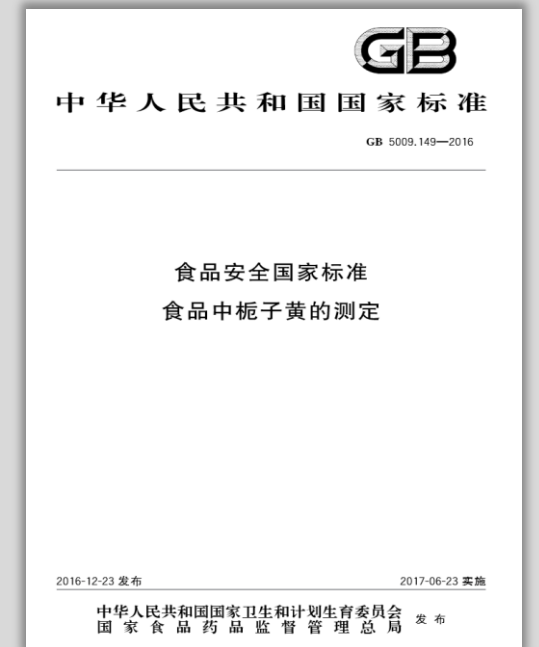 GB
中华人民共和国国家标准
GB 5009.149—2016
食品安全国家标准
食品中栀子黄的测定
2016-12-23 发布
2017-06-23 实施
中华人民共和国国家卫生和计划生育委员会
国家食品药品监督管理总局
发布